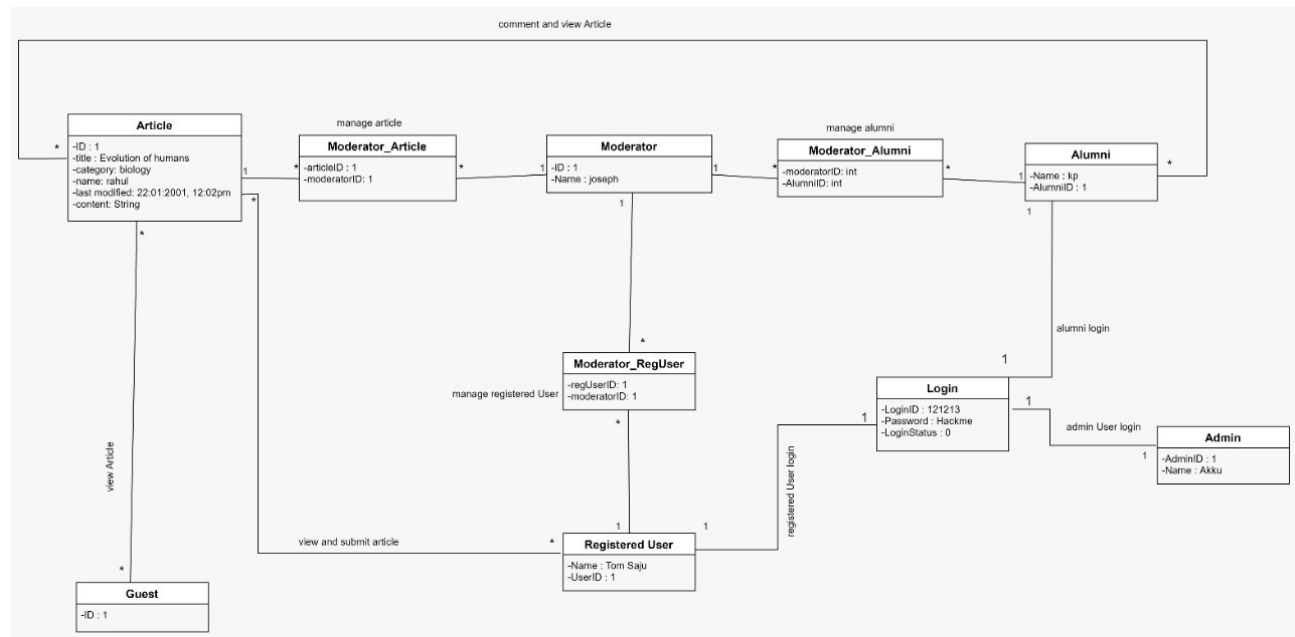 comment and view Article
Article
-ID : 1
-title : Evolution of humans
-category: biology
-name: rahul
-last modified: 22:01:2001, 12:02pm
-content: String
*
1
*
*
manage article
Moderator_Article
-articleID : 1
-moderatorID: 1
*
*
Moderator
-ID : 1
-Name : joseph
1
1
1
manage alumni
Moderator_Alumni
-moderatorID: int
-AlumniID: int
*
*
Alumni
-Name : kp
-AlumniID : 1
*
1
1
*
Moderator_RegUser
-regUserID: 1
-moderatorID: 1
manage registered User
*
alumni login
1
Login
-LoginID : 121213
-Password : Hackme
-LoginStatus : 0
1
1
admin User login
1
Admin
-AdminID : 1
-Name : Akku
registered User login
view Article
view and submit article
*
1
1
Registered User
-Name : Tom Saju
-UserID : 1
*
Guest
-ID : 1